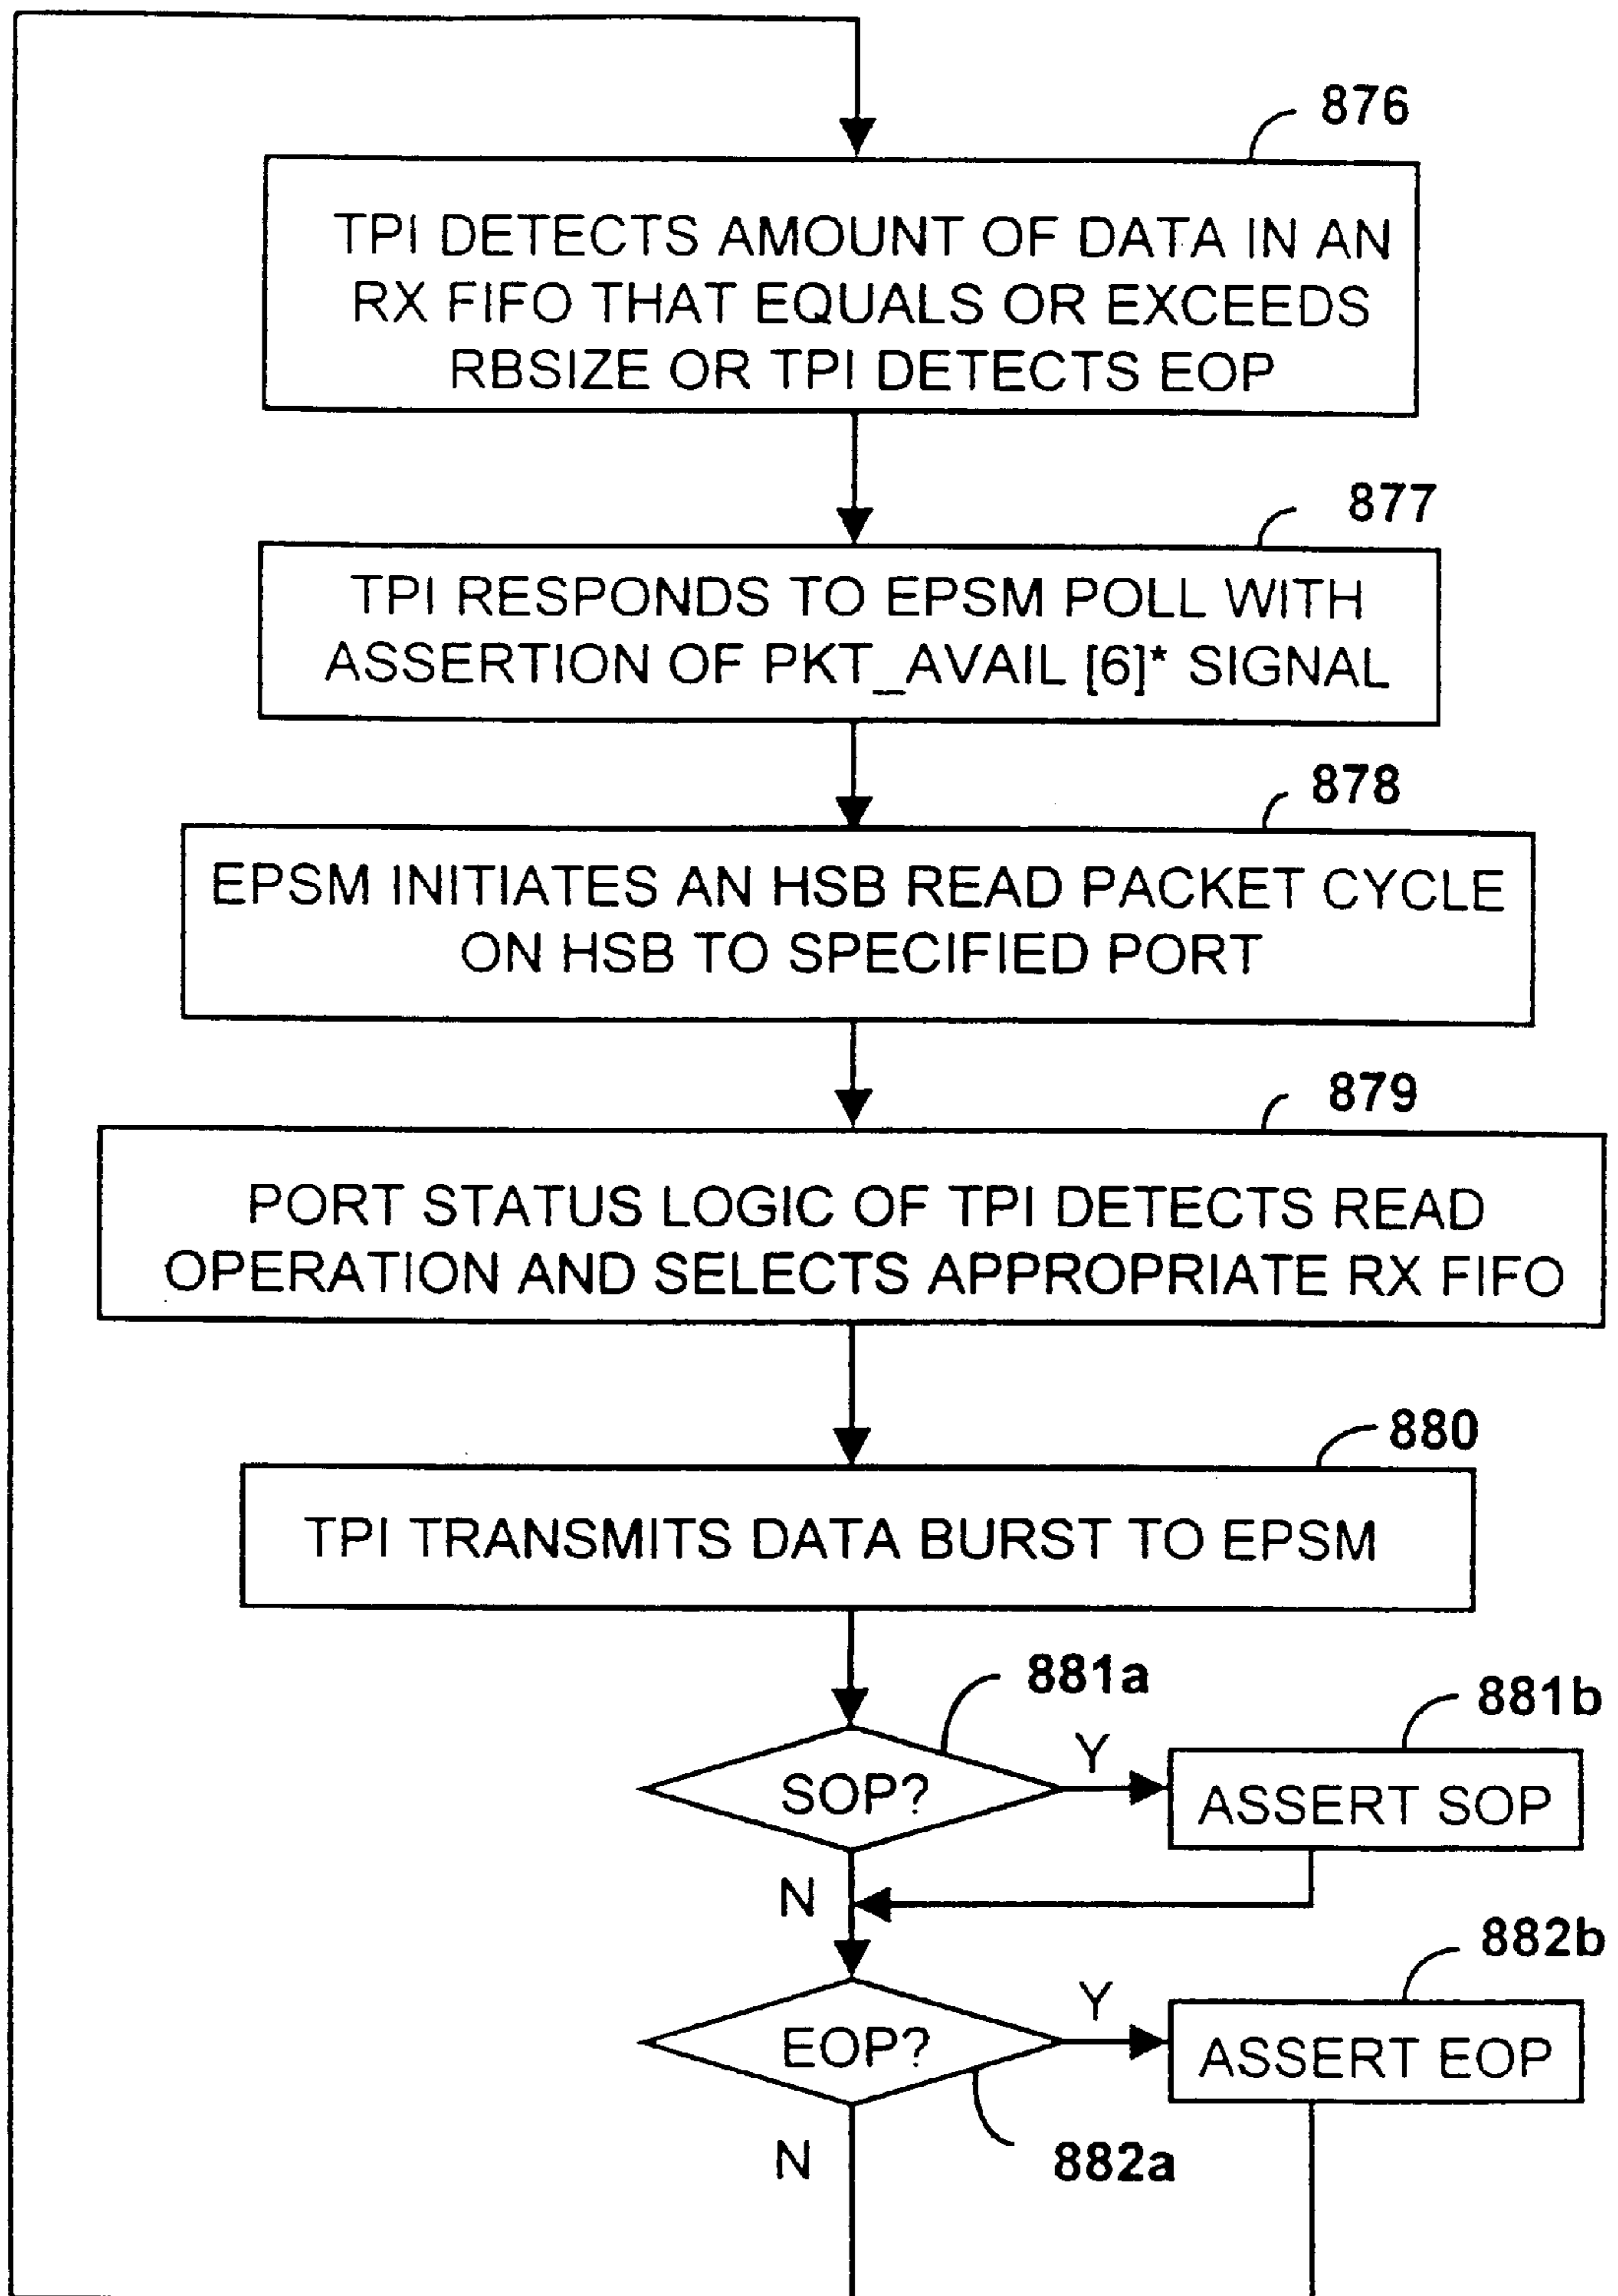 876
TPI DETECTS AMOUNT OF DATA IN AN
RX FIFO THAT EQUALS OR EXCEEDS
RBSIZE OR TPI DETECTS EOP
877
TPI RESPONDS TO EPSM POLL WITH
ASSERTION OF PKT_AVAIL [6]* SIGNAL
878
EPSM INITIATES AN HSB READ PACKET CYCLE
ON HSB TO SPECIFIED PORT
879
PORT STATUS LOGIC OF TPI DETECTS READ
OPERATION AND SELECTS APPROPRIATE RX FIFO
880
TPI TRANSMITS DATA BURST TO EPSM
881a
881b
SOP?
Y
ASSERT SOP
N
882b
EOP?
Y
ASSERT EOP
N
882a